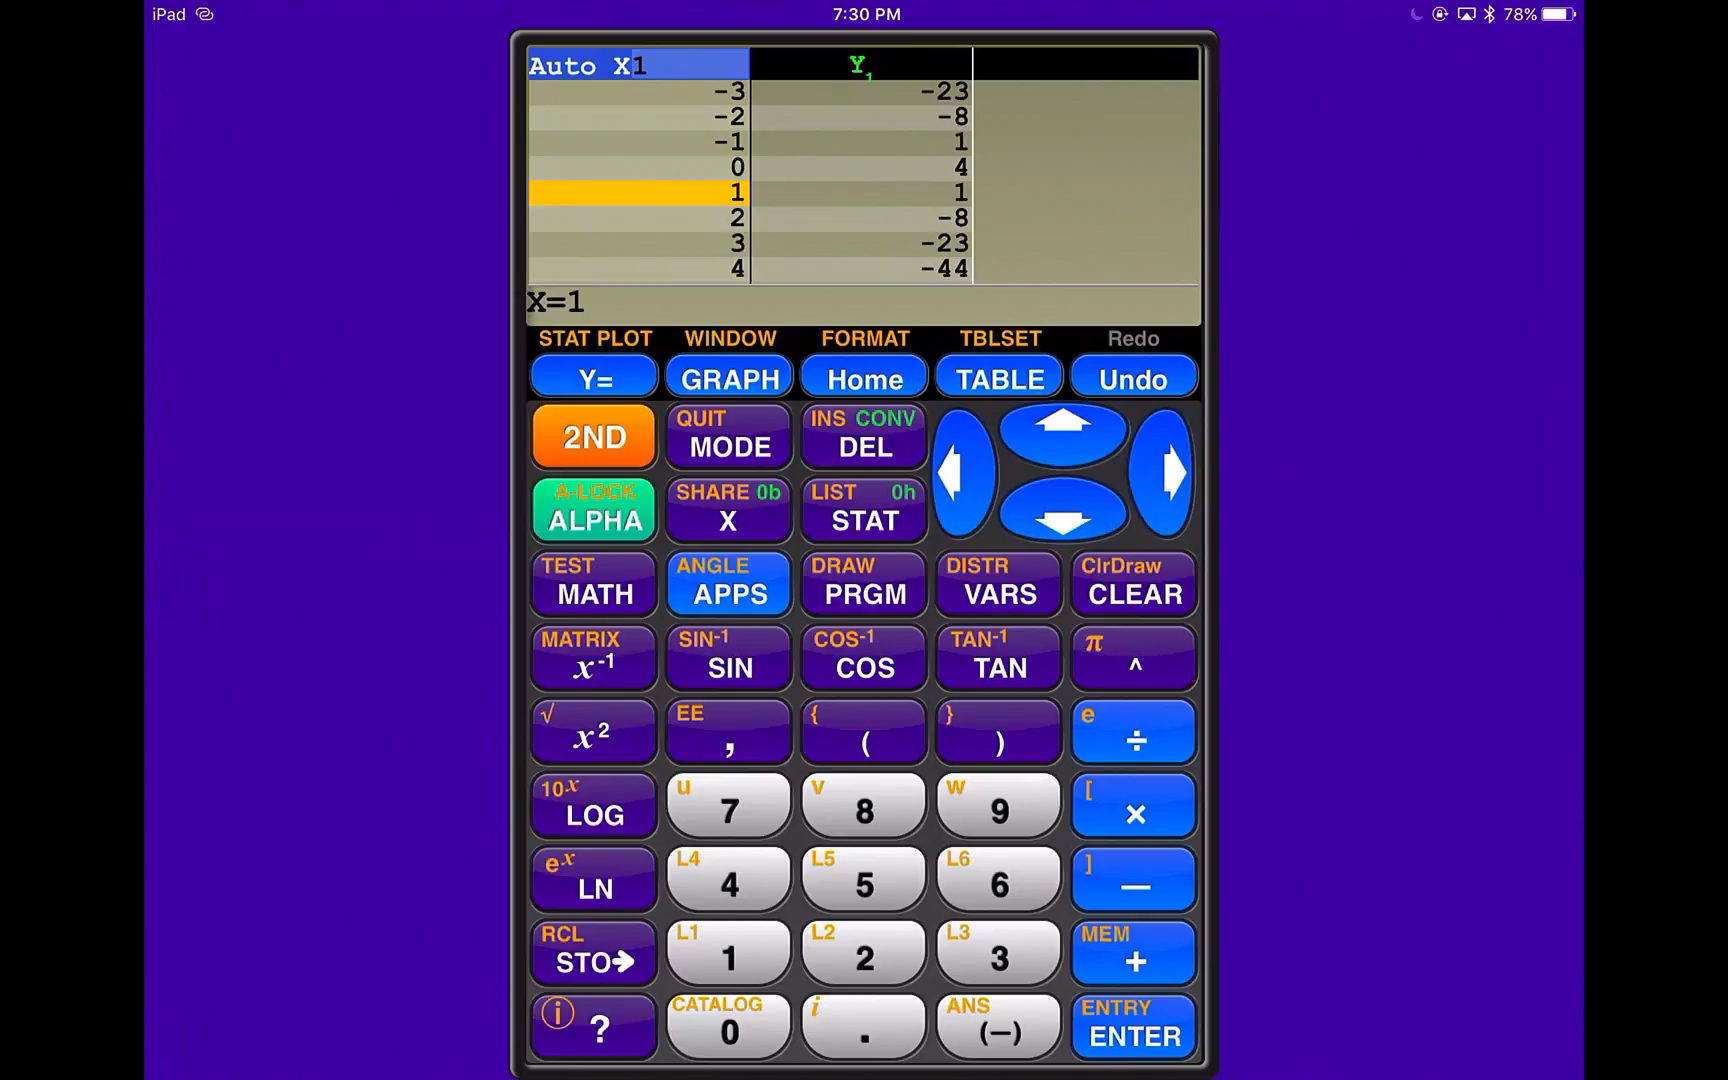 iPad 7:30 PM 78%
Auto X1 Y1
-3 -23
-2 -8
-1 1
0 4
1 1
2 -8
3 -23
4 -44
X=1
STAT PLOT WINDOW FORMAT TBLSET Redo
Y= GRAPH Home TABLE Undo
QUIT INS CONV
2ND MODE DEL
A-LOCK SHARE 0b LIST 0h
ALPHA X STAT
TEST ANGLE DRAW DISTR ClrDraw
MATH APPS PRGM VARS CLEAR
MATRIX SIN-1 COS-1 TAN-1 π
x-1 SIN COS TAN ^
√ EE { } e
x2 , ( ) ÷
10x u v w [
LOG 7 8 9 ×
ex L4 L5 L6 ]
LN 4 5 6 —
RCL L1 L2 L3 MEM
STO➔ 1 2 3 +
i CATALOG i ANS ENTRY
? 0 . (—) ENTER